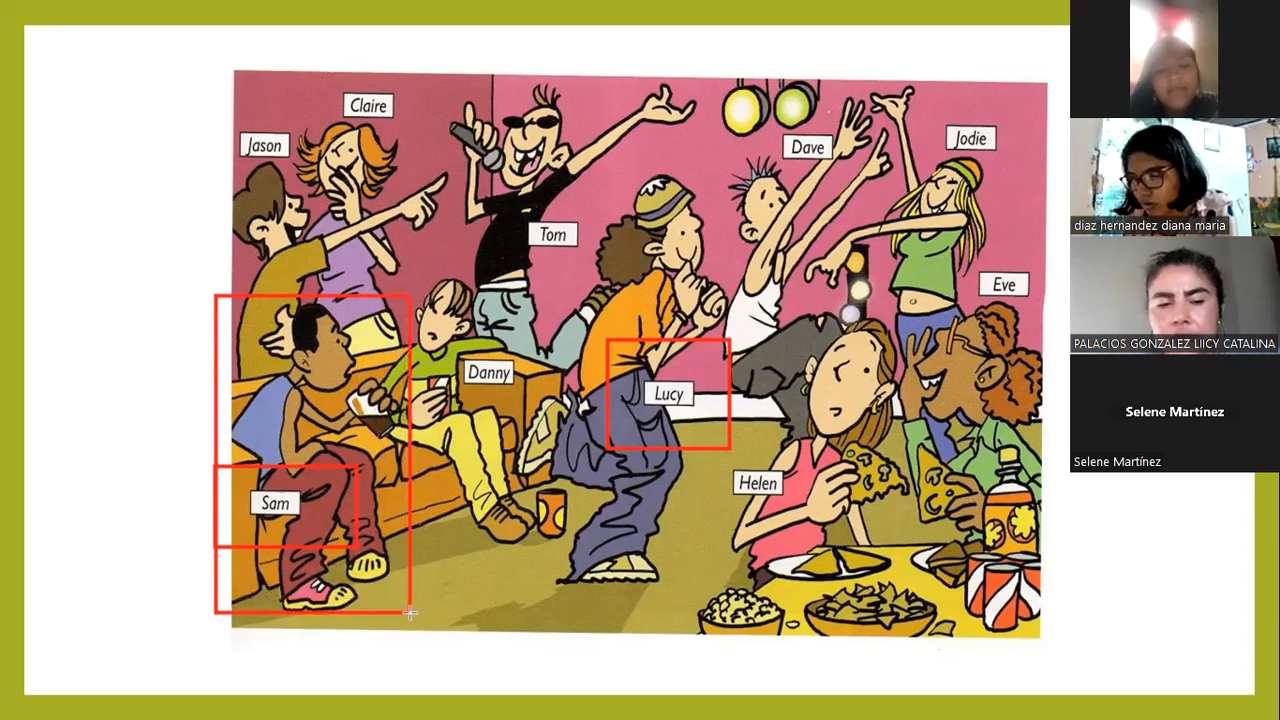 Claire
Jason
Dave
Jodie
Tom
Eve
Danny
Lucy
Helen
Sam
diaz hernandez diana maria
PALACIOS GONZALEZ LIICY CATALINA
Selene Martínez
Selene Martínez